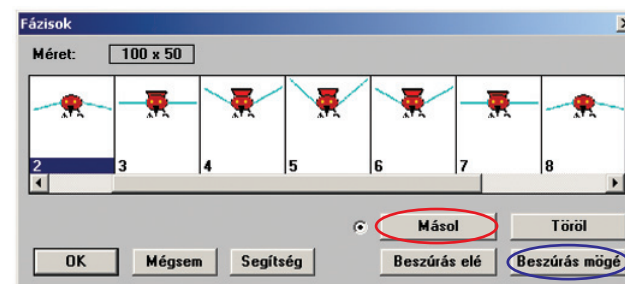 Fázisok
Méret: 100 x 50
2 3 4 5 6 7 8
Másol Töröl
OK Mégsem Segítség Beszúrás elé Beszúrás mögé